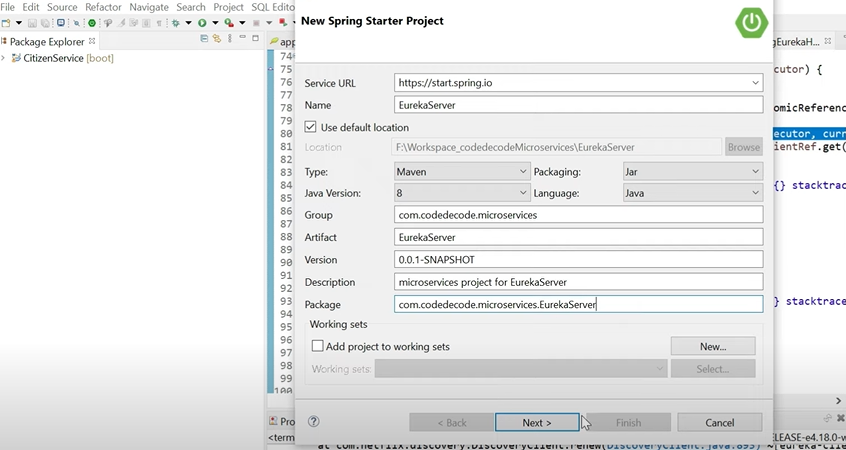 File Edit Source Refactor Navigate Search Project SQL Edito
New Spring Starter Project
Package Explorer
CitizenService [boot]
Service URL https://start.spring.io
Name EurekaServer
Use default location
Location F:\Workspace_codedecodeMicroservices\EurekaServer Browse
Type: Maven Packaging: Jar
Java Version: 8 Language: Java
Group com.codedecode.microservices
Artifact EurekaServer
Version 0.0.1-SNAPSHOT
Description microservices project for EurekaServer
Package com.codedecode.microservices.EurekaServer
Working sets
Add project to working sets New...
Working sets: Select...
< Back Next > Finish Cancel
app
74
75
76
77
78
79
80
81
82
83
84
85
86
87
88
89
90
91
92
93
94
95
96
97
98
99
100
gEurekaH...
cutor) {
omicReferenc
ecutor, curr
ientRef.get(
{} stacktrac
} stacktrace
Pro
<term
ELEASE-e4.18.0-w
at com.netflix.discovery.DiscoveryClient.renew(DiscoveryClient.java:893) ~[eureka-clie